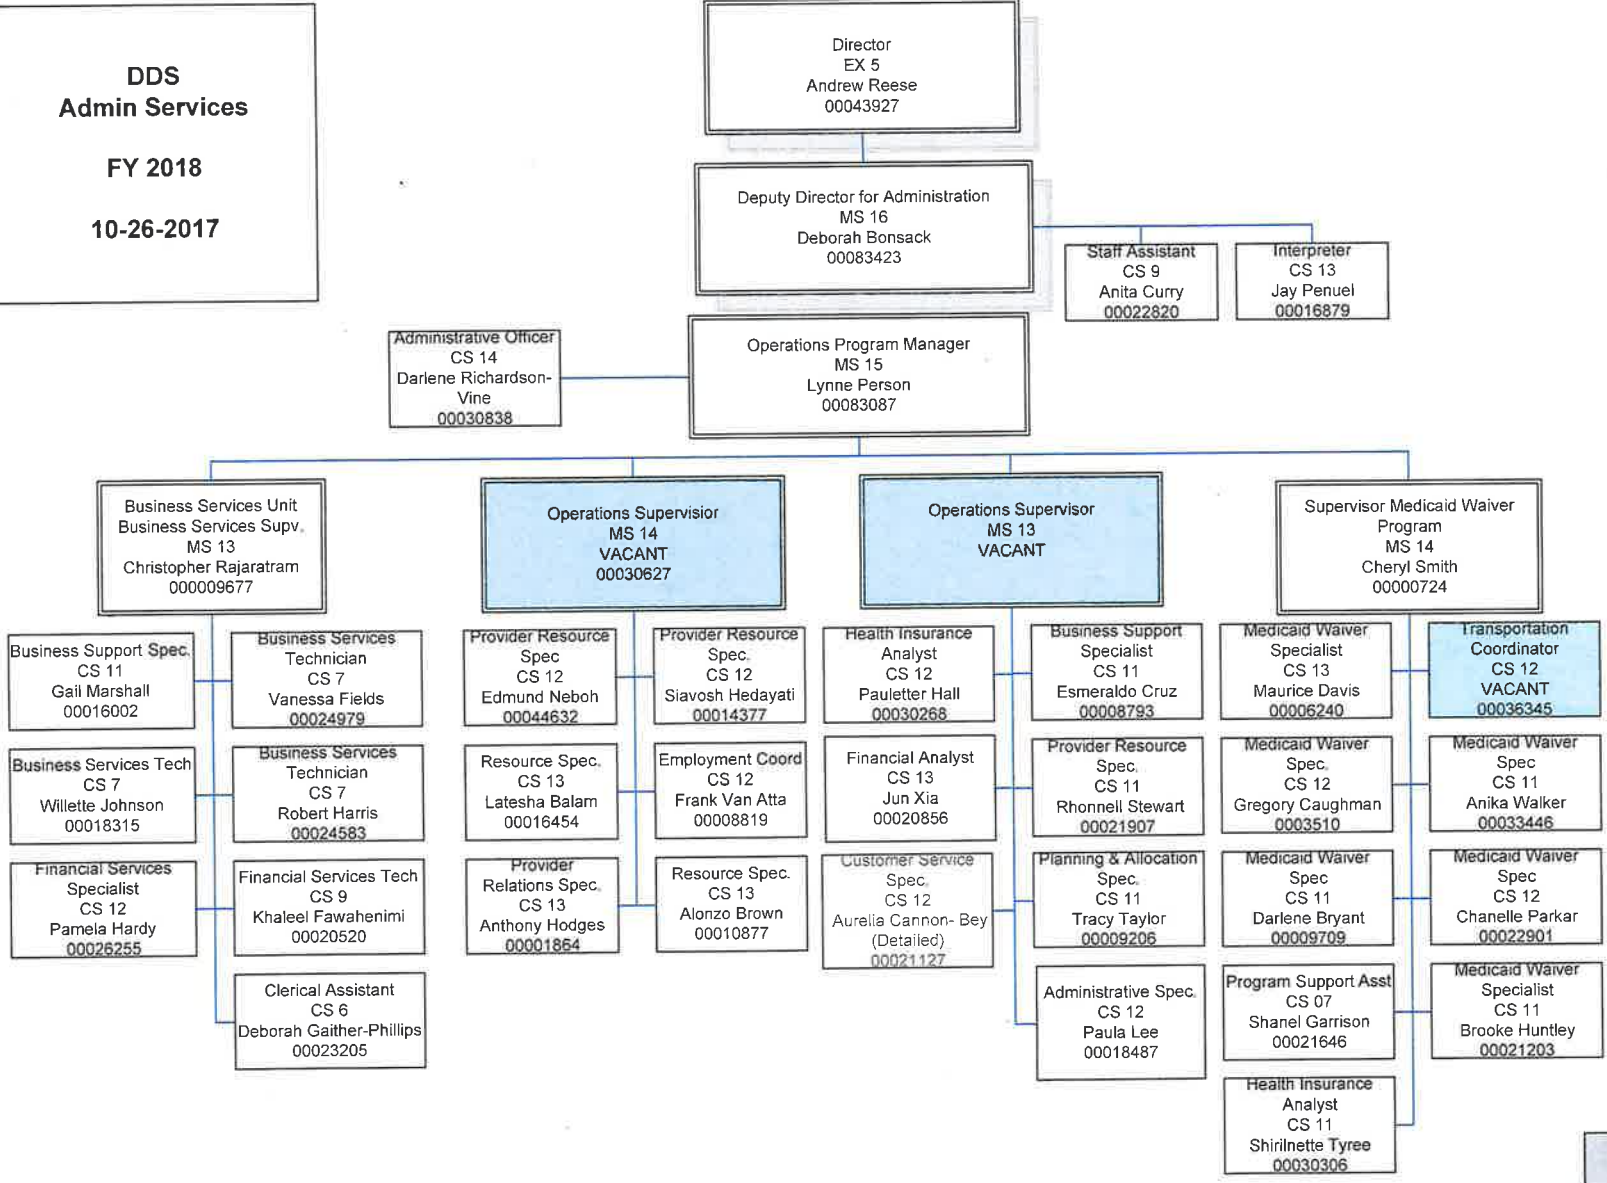 DDS
Admin Services
FY 2018
10-26-2017
Director
EX 5
Andrew Reese
00043927
Deputy Director for Administration
MS 16
Deborah Bonsack
00083423
Staff Assistant
CS 9
Anita Curry
00022820
Interpreter
CS 13
Jay Penuel
00016879
Administrative Officer
CS 14
Darlene Richardson-
Vine
00030838
Operations Program Manager
MS 15
Lynne Person
00083087
Business Services Unit
Business Services Supv.
MS 13
Christopher Rajaratram
000009677
Operations Supervisior
MS 14
VACANT
00030627
Operations Supervisor
MS 13
VACANT
Supervisor Medicaid Waiver
Program
MS 14
Cheryl Smith
00000724
Business Support Spec.
CS 11
Gail Marshall
00016002
Business Services
Technician
CS 7
Vanessa Fields
00024979
Business Services Tech
CS 7
Willette Johnson
00018315
Business Services
Technician
CS 7
Robert Harris
00024583
Financial Services
Specialist
CS 12
Pamela Hardy
00026255
Financial Services Tech
CS 9
Khaleel Fawahenimi
00020520
Clerical Assistant
CS 6
Deborah Gaither-Phillips
00023205
Provider Resource
Spec
CS 12
Edmund Neboh
00044632
Provider Resource
Spec.
CS 12
Siavosh Hedayati
00014377
Resource Spec.
CS 13
Latesha Balam
00016454
Employment Coord
CS 12
Frank Van Atta
00008819
Provider
Relations Spec.
CS 13
Anthony Hodges
00001864
Resource Spec.
CS 13
Alonzo Brown
00010877
Health Insurance
Analyst
CS 12
Pauletter Hall
00030268
Business Support
Specialist
CS 11
Esmeraldo Cruz
00008793
Financial Analyst
CS 13
Jun Xia
00020856
Provider Resource
Spec.
CS 11
Rhonnell Stewart
00021907
Customer Service
Spec.
CS 12
Aurelia Cannon- Bey
(Detailed)
00021127
Planning & Allocation
Spec.
CS 11
Tracy Taylor
00009206
Administrative Spec.
CS 12
Paula Lee
00018487
Medicaid Waiver
Specialist
CS 13
Maurice Davis
00006240
Transportation
Coordinator
CS 12
VACANT
00036345
Medicaid Waiver
Spec.
CS 12
Gregory Caughman
0003510
Medicaid Waiver
Spec
CS 11
Anika Walker
00033446
Medicaid Waiver
Spec
CS 11
Darlene Bryant
00009709
Medicaid Waiver
Spec
CS 12
Chanelle Parkar
00022901
Program Support Asst
CS 07
Shanel Garrison
00021646
Medicaid Waiver
Specialist
CS 11
Brooke Huntley
00021203
Health Insurance
Analyst
CS 11
Shirilnette Tyree
00030306